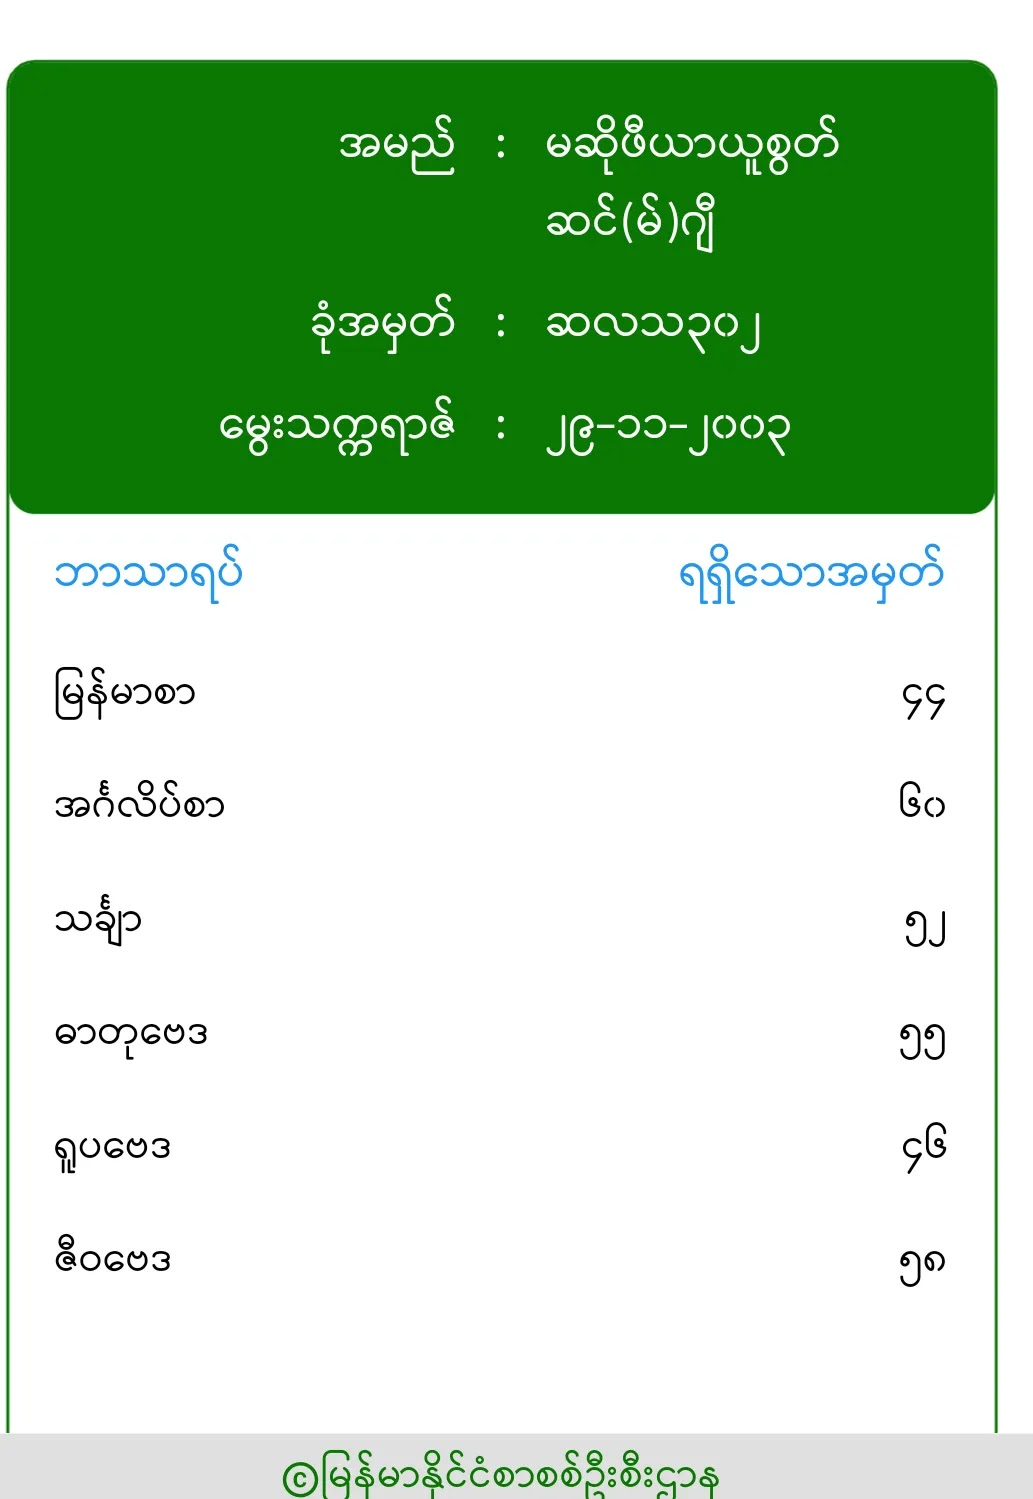 အမည် : မဆိုဖီယာယူစွတ်
ဆင်(မ်)ဂျီ
ခုံအမှတ် : ဆလသ၃၀၂
မွေးသက္ကရာဇ် : ၂၉-၁၁-၂၀၀၃
ဘာသာရပ် ရရှိသောအမှတ်
မြန်မာစာ ၄၄
အင်္ဂလိပ်စာ ၆၀
သင်္ချာ ၅၂
ဓာတုဗေဒ ၅၅
ရူပဗေဒ ၄၆
ဇီဝဗေဒ ၅၈
©မြန်မာနိုင်ငံစာစစ်ဦးစီးဌာန